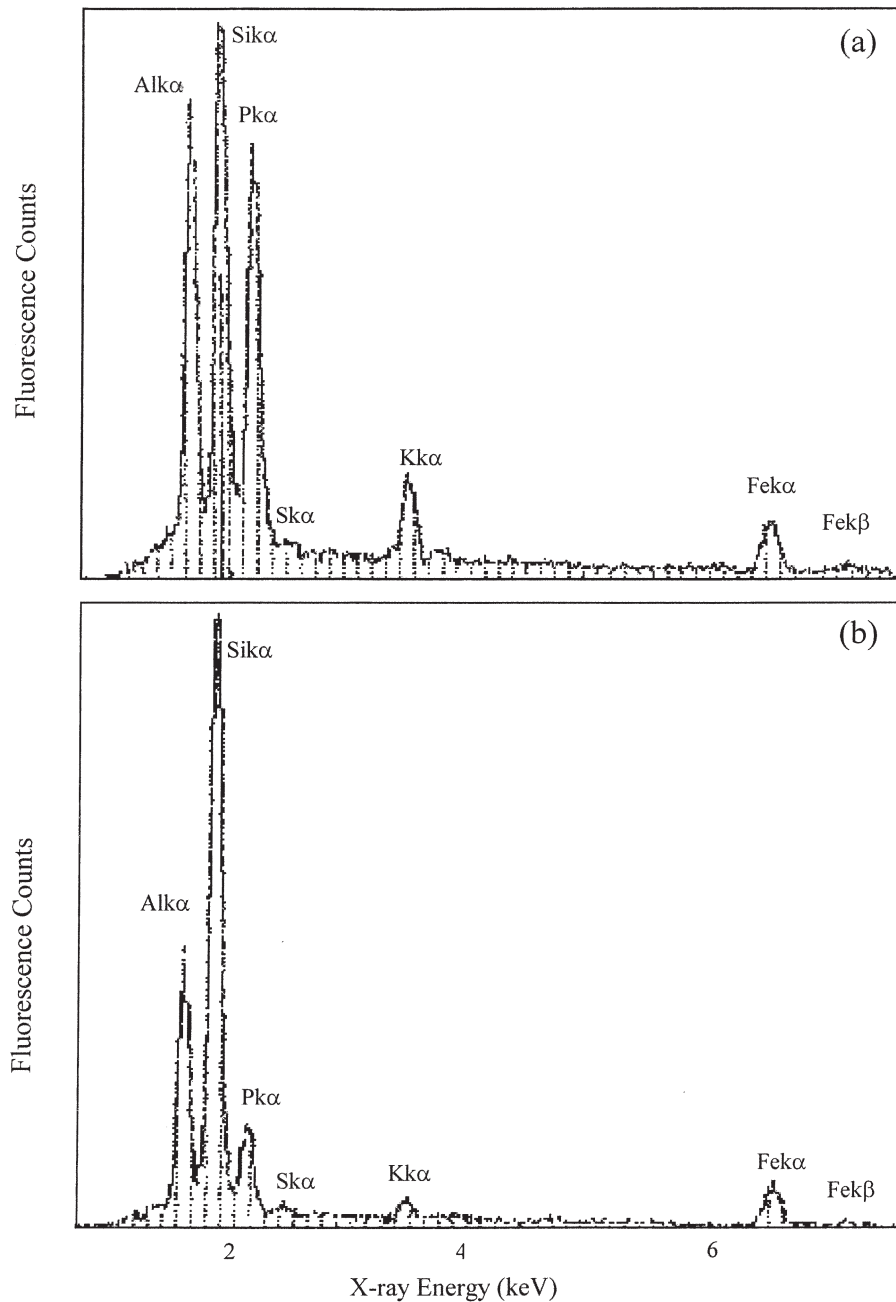 (a)
Sikα
Alkα
Pkα
Skα
Kkα
Fekα
Fekβ
Fluorescence Counts
(b)
Sikα
Alkα
Pkα
Skα
Kkα
Fekα
Fekβ
Fluorescence Counts
2 4 6
X-ray Energy (keV)